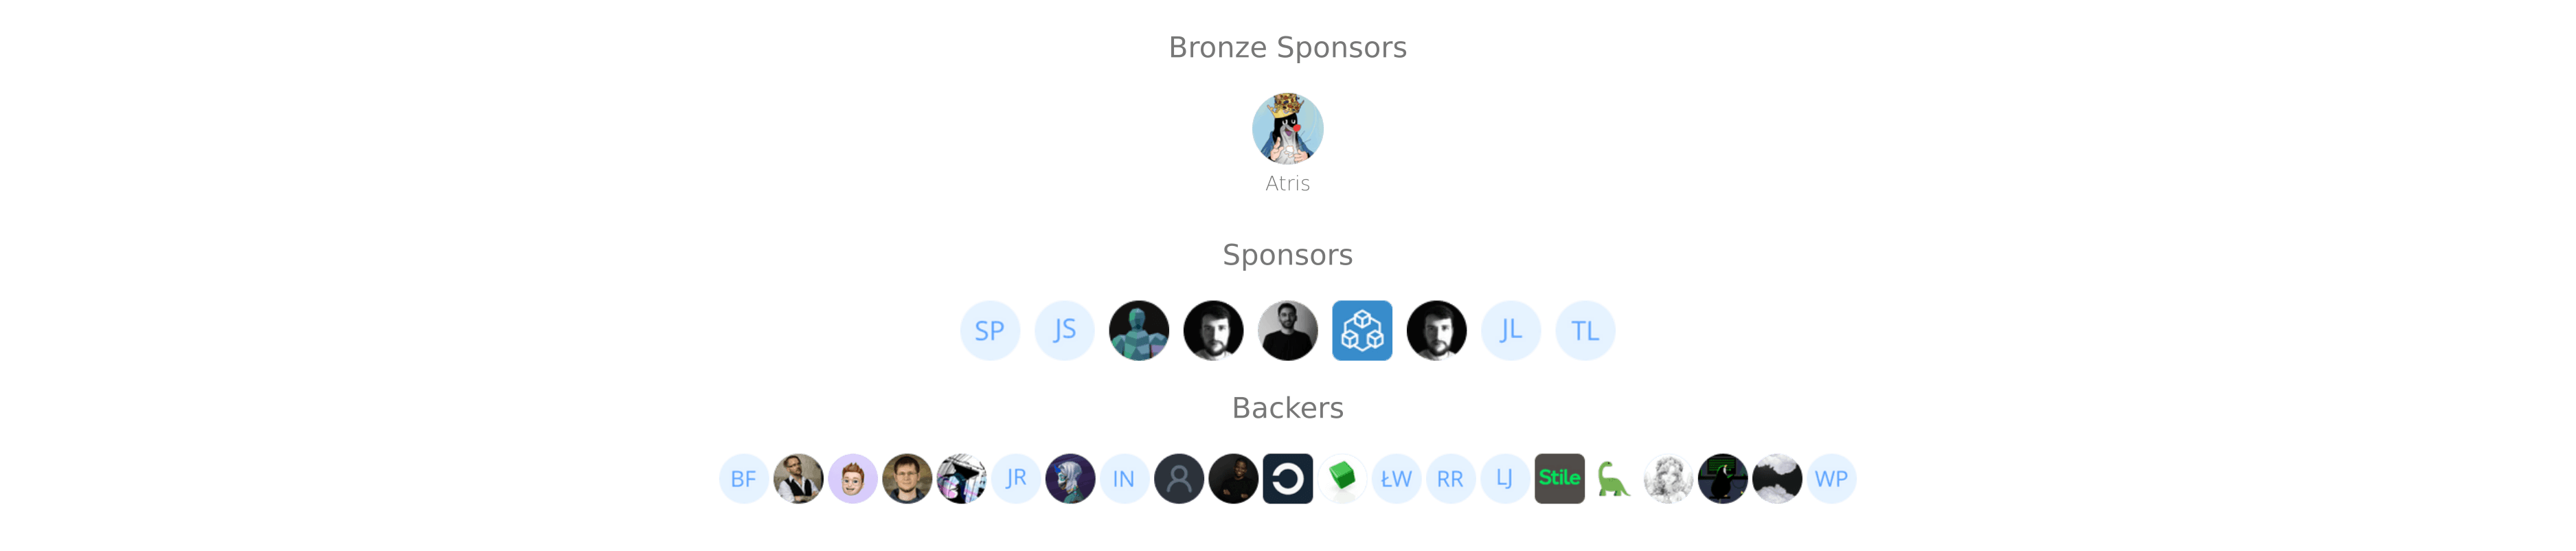 Bronze Sponsors
Atris
Sponsors
SP JS JL TL
Backers
BF JR IN ŁW RR LJ Stile WP